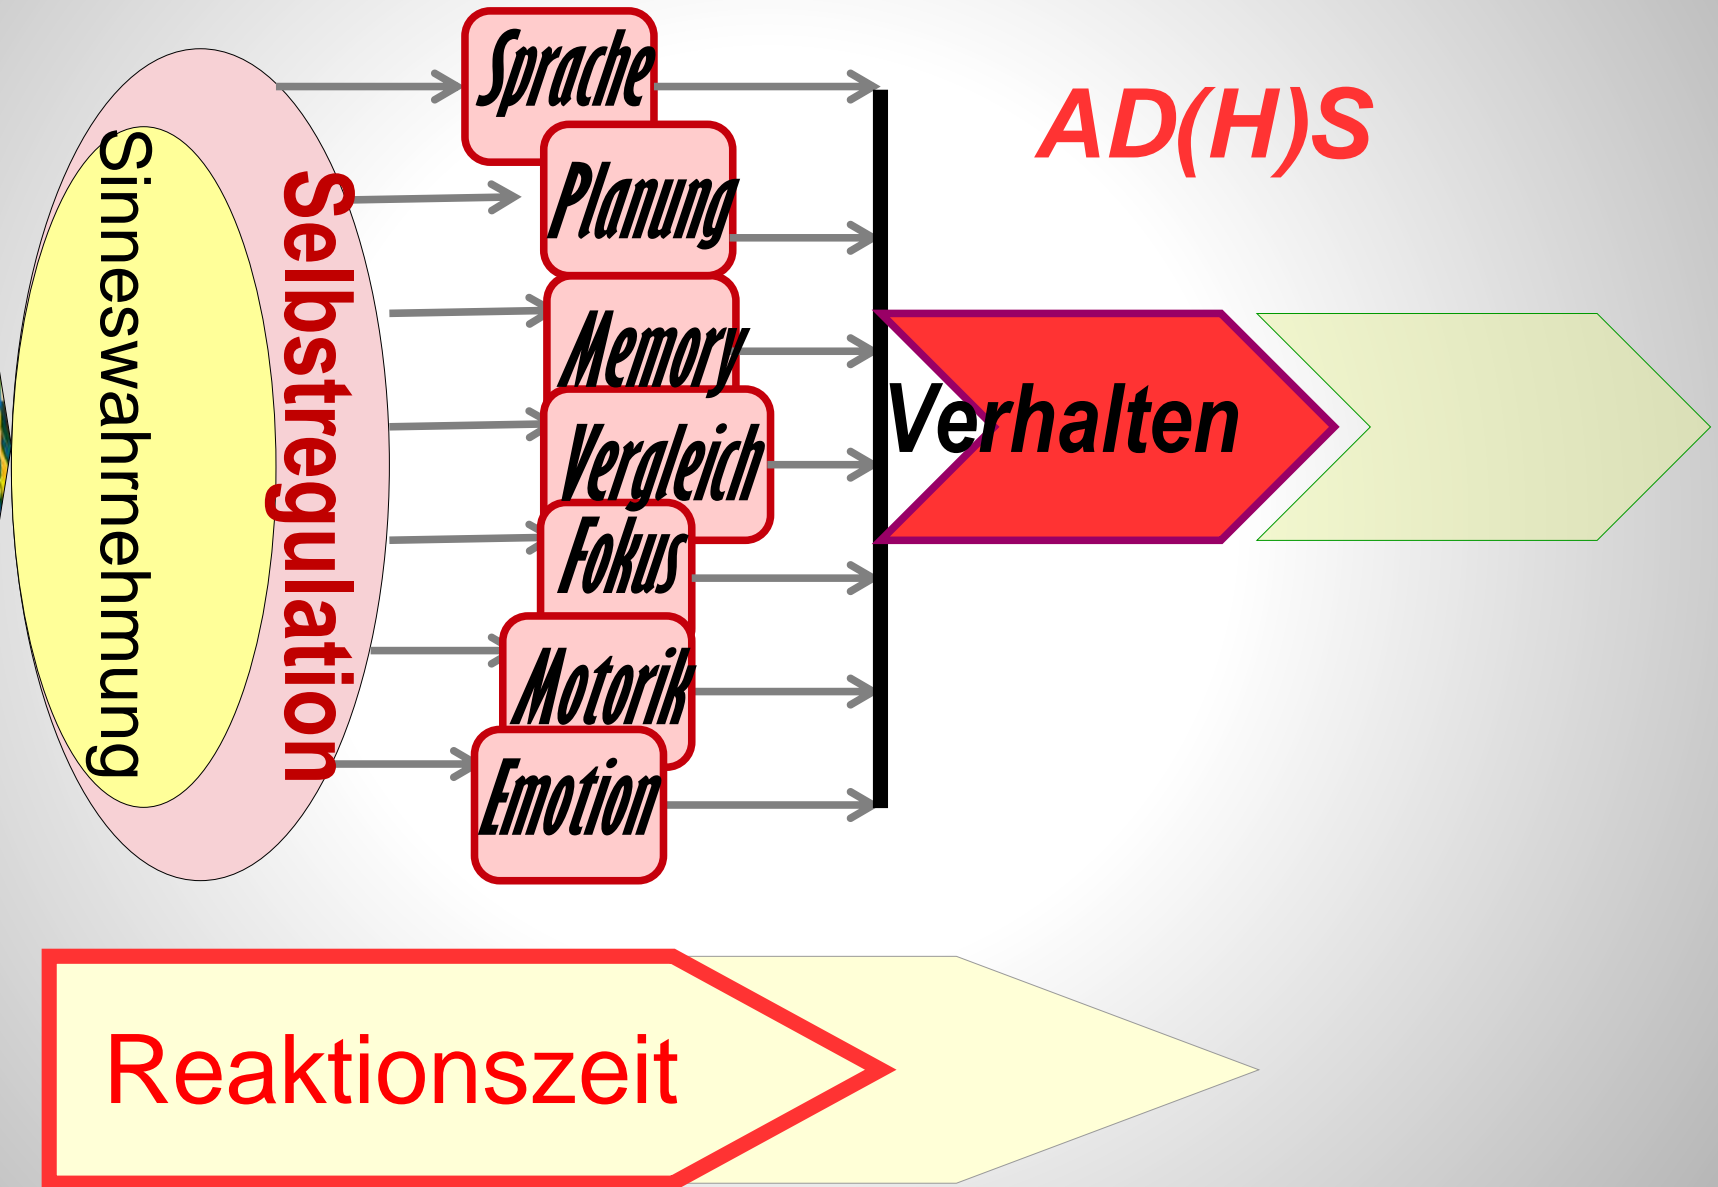 Sinneswahrnehmung
Selbstregulation
Sprache
Planung
Memory
Vergleich
Fokus
Motorik
Emotion
AD(H)S
Verhalten
Reaktionszeit